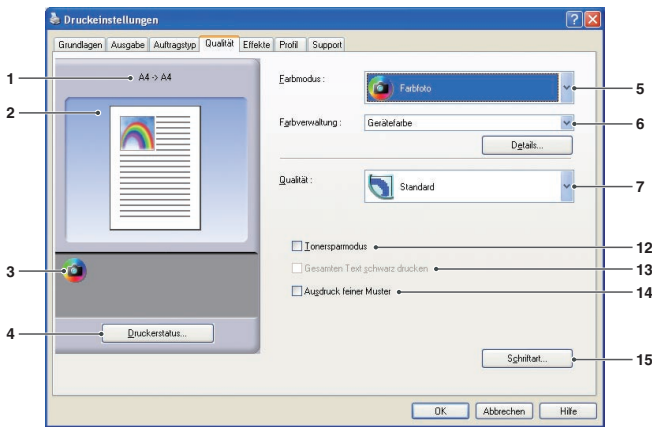 Druckeinstellungen
Grundlagen Ausgabe Auftragstyp Qualität Effekte Profil Support
1 A4 -> A4
2
3
4 Druckerstatus...
Farbmodus : Farbfoto 5
Farbverwaltung : Gerätefarbe 6
Details...
Qualität : Standard 7
Tonersparmodus 12
Gesamten Text schwarz drucken 13
Ausdruck feiner Muster 14
Schriftart... 15
OK Abbrechen Hilfe